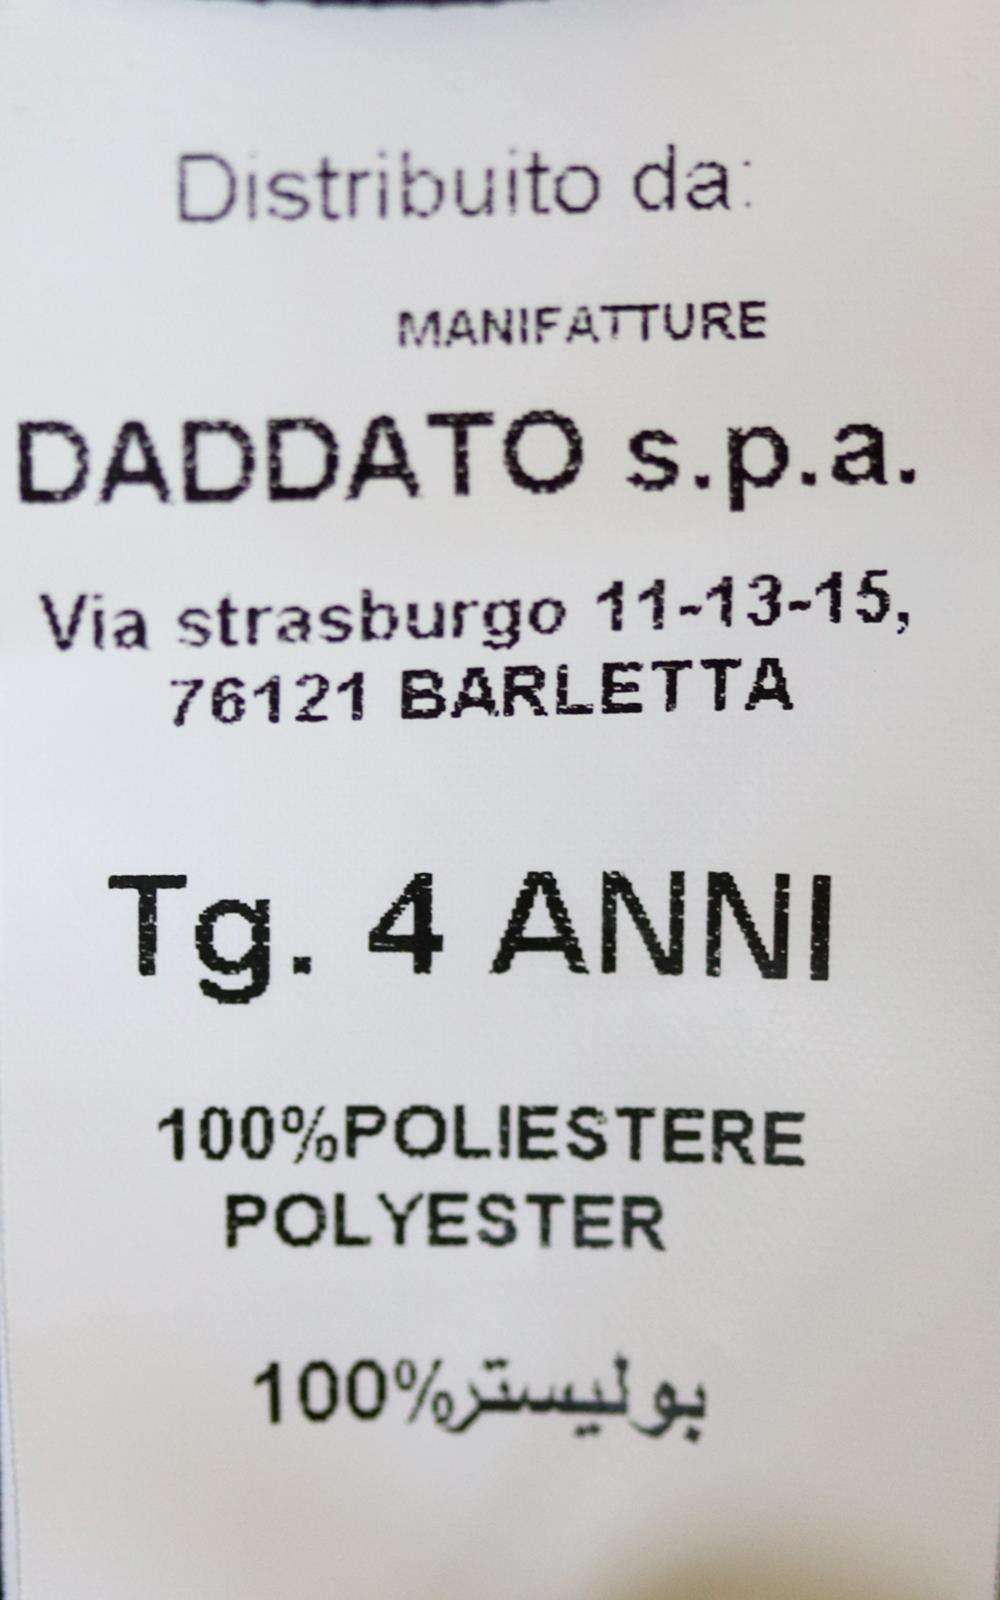 Distribuito da:
MANIFATTURE
DADDATO s.p.a.
Via strasburgo 11-13-15,
76121 BARLETTA
Tg. 4 ANNI
100%POLIESTERE
POLYESTER
100%بوليستر